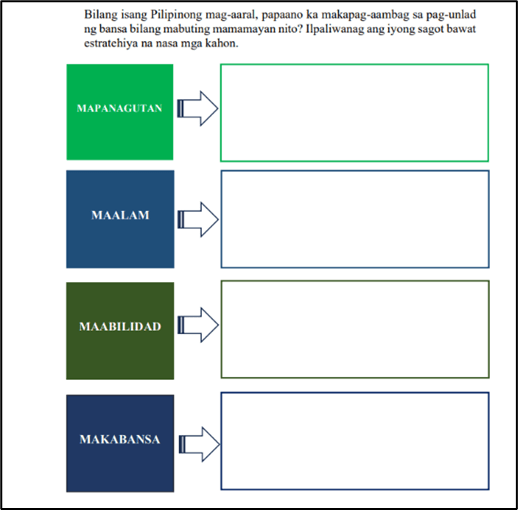 Bilang isang Pilipinong mag-aaral, papaano ka makapag-aambag sa pag-unlad
ng bansa bilang mabuting mamamayan nito? Ilpaliwanag ang iyong sagot bawat
estratehiya na nasa mga kahon.
MAPANAGUTAN
MAALAM
MAABILIDAD
MAKABANSA